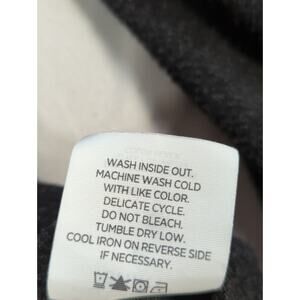 WASH INSIDE OUT.
MACHINE WASH COLD
WITH LIKE COLOR.
DELICATE CYCLE.
DO NOT BLEACH.
TUMBLE DRY LOW.
COOL IRON ON REVERSE SIDE
IF NECESSARY.